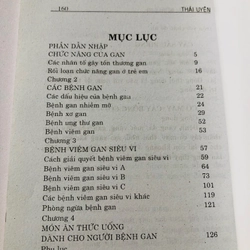 160 THÁI UYÊN
MỤC LỤC
PHẦN DẪN NHẬP
CHỨC NĂNG CỦA GAN 5
Các nhân tố gây tổn thương gan 9
Rối loạn chức năng gan ở trẻ em 16
Chương 2
CÁC BỆNH GAN 21
Các dấu hiệu của bệnh gan 22
Bệnh gan nhiễm mỡ 24
Bệnh xơ gan 29
Bệnh ung thư gan 44
Bệnh viêm gan 53
Chương 3
BỆNH VIÊM GAN SIÊU VI 57
Cách giải quyết bệnh viêm gan siêu vi 59
Bệnh viêm gan siêu vi A 64
Bệnh viêm gan siêu vi B 73
Bệnh viêm gan siêu vi C 101
Các bệnh viêm gan siêu vi khác 119
Phòng ngừa bệnh gan 121
Chương 4
MÓN ĂN THỨC UỐNG
DÀNH CHO NGƯỜI BỆNH GAN 126
Phụ lục